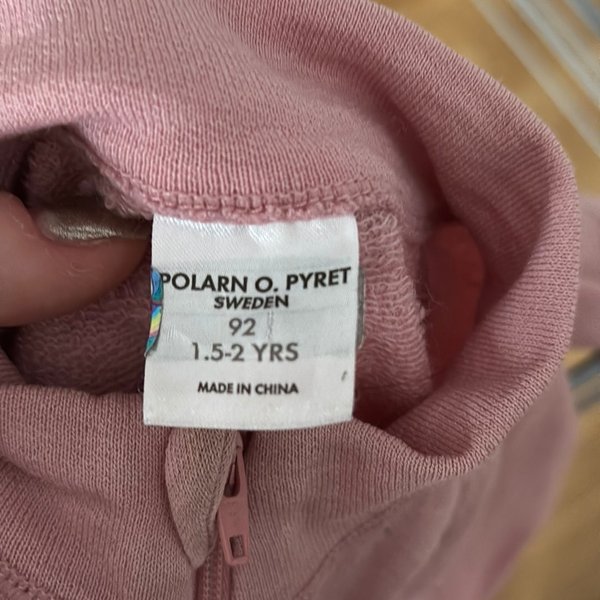 POLARN O. PYRET
SWEDEN
92
1.5-2 YRS
MADE IN CHINA